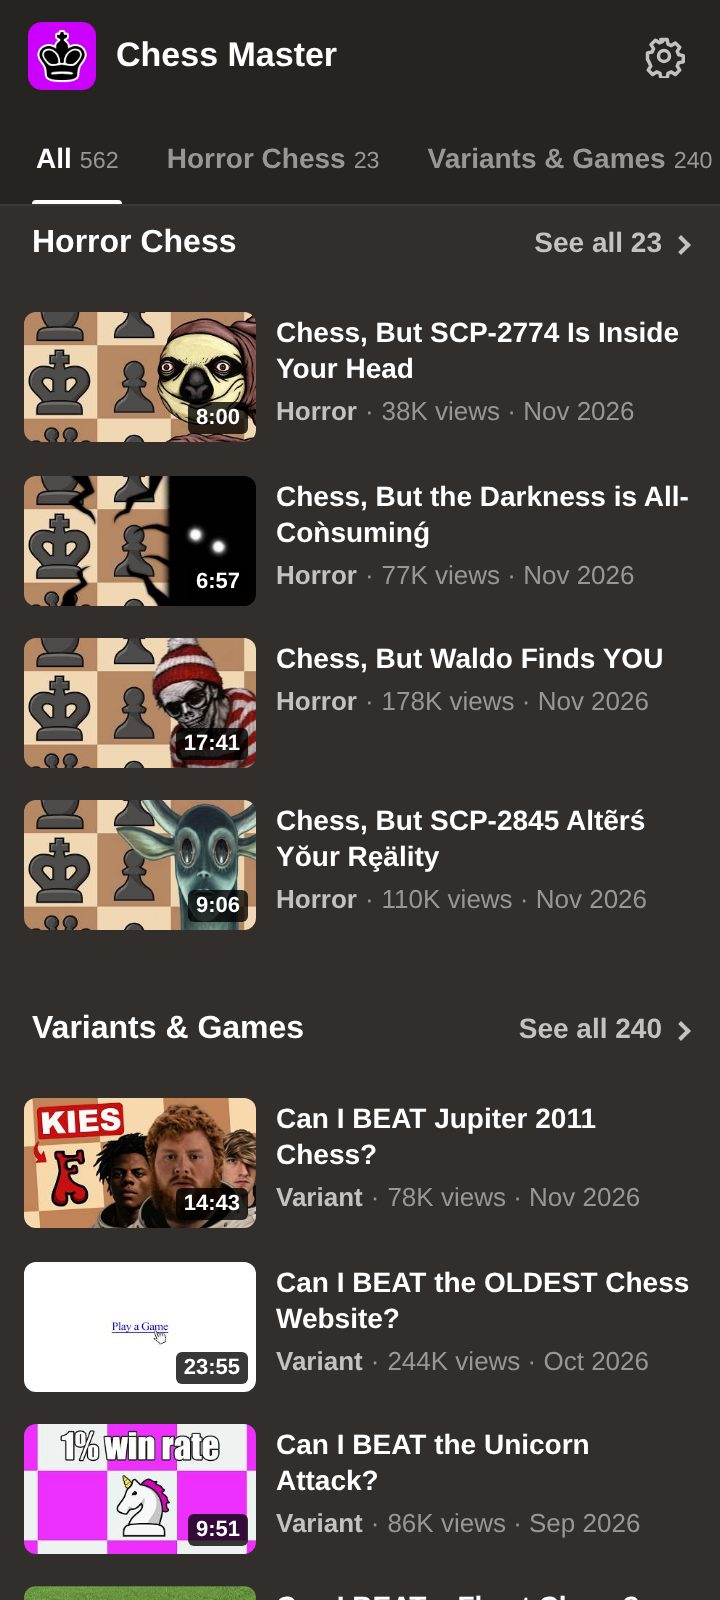 Chess Master
All 562 Horror Chess 23 Variants & Games 240
Horror Chess See all 23
8:00
Chess, But SCP-2774 Is Inside
Your Head
Horror · 38K views · Nov 2026
6:57
Chess, But the Darkness is All-
Coǹsuminǵ
Horror · 77K views · Nov 2026
17:41
Chess, But Waldo Finds YOU
Horror · 178K views · Nov 2026
9:06
Chess, But SCP-2845 Altẽrś
Yŏur Ręälity
Horror · 110K views · Nov 2026
Variants & Games See all 240
KIES
14:43
Can I BEAT Jupiter 2011
Chess?
Variant · 78K views · Nov 2026
Play a Game
23:55
Can I BEAT the OLDEST Chess
Website?
Variant · 244K views · Oct 2026
1% win rate
9:51
Can I BEAT the Unicorn
Attack?
Variant · 86K views · Sep 2026